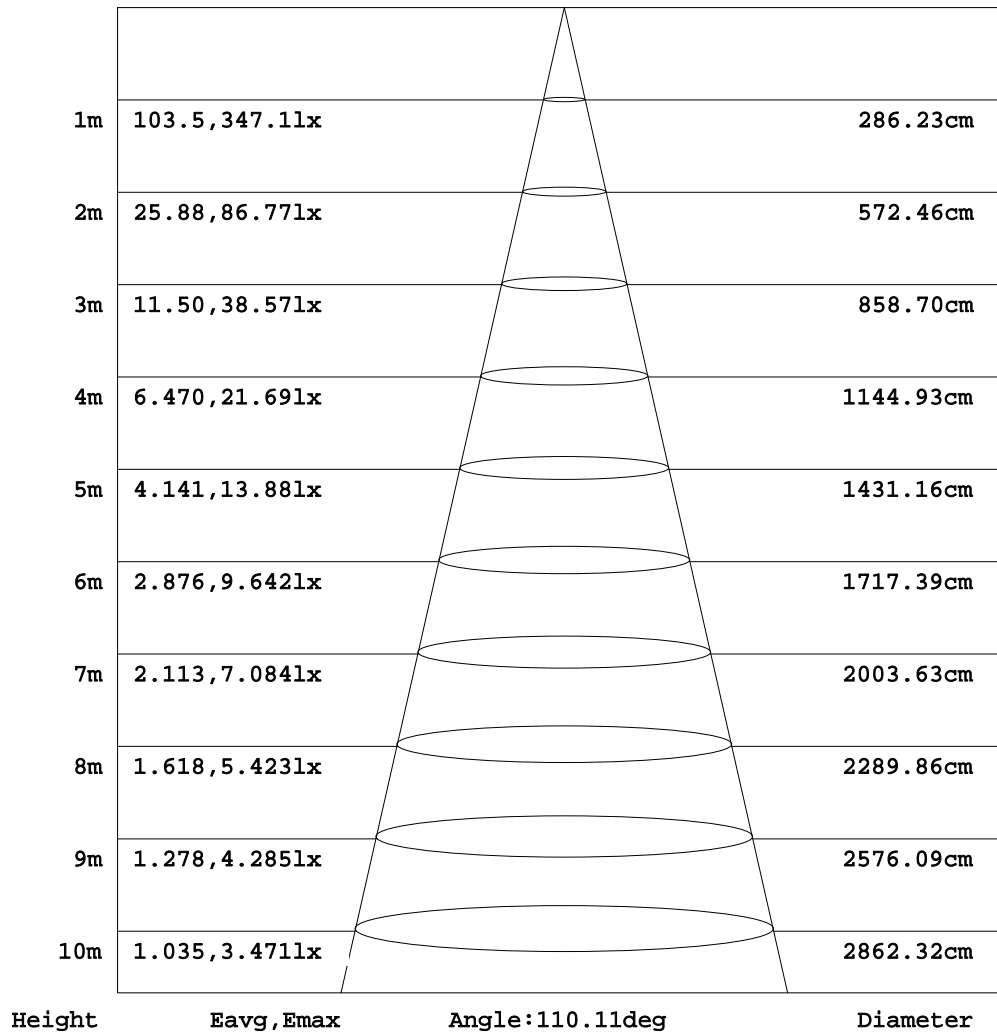 1m 103.5,347.1lx 286.23cm
2m 25.88,86.77lx 572.46cm
3m 11.50,38.57lx 858.70cm
4m 6.470,21.69lx 1144.93cm
5m 4.141,13.88lx 1431.16cm
6m 2.876,9.642lx 1717.39cm
7m 2.113,7.084lx 2003.63cm
8m 1.618,5.423lx 2289.86cm
9m 1.278,4.285lx 2576.09cm
10m 1.035,3.471lx 2862.32cm
Height Eavg,Emax Angle:110.11deg Diameter